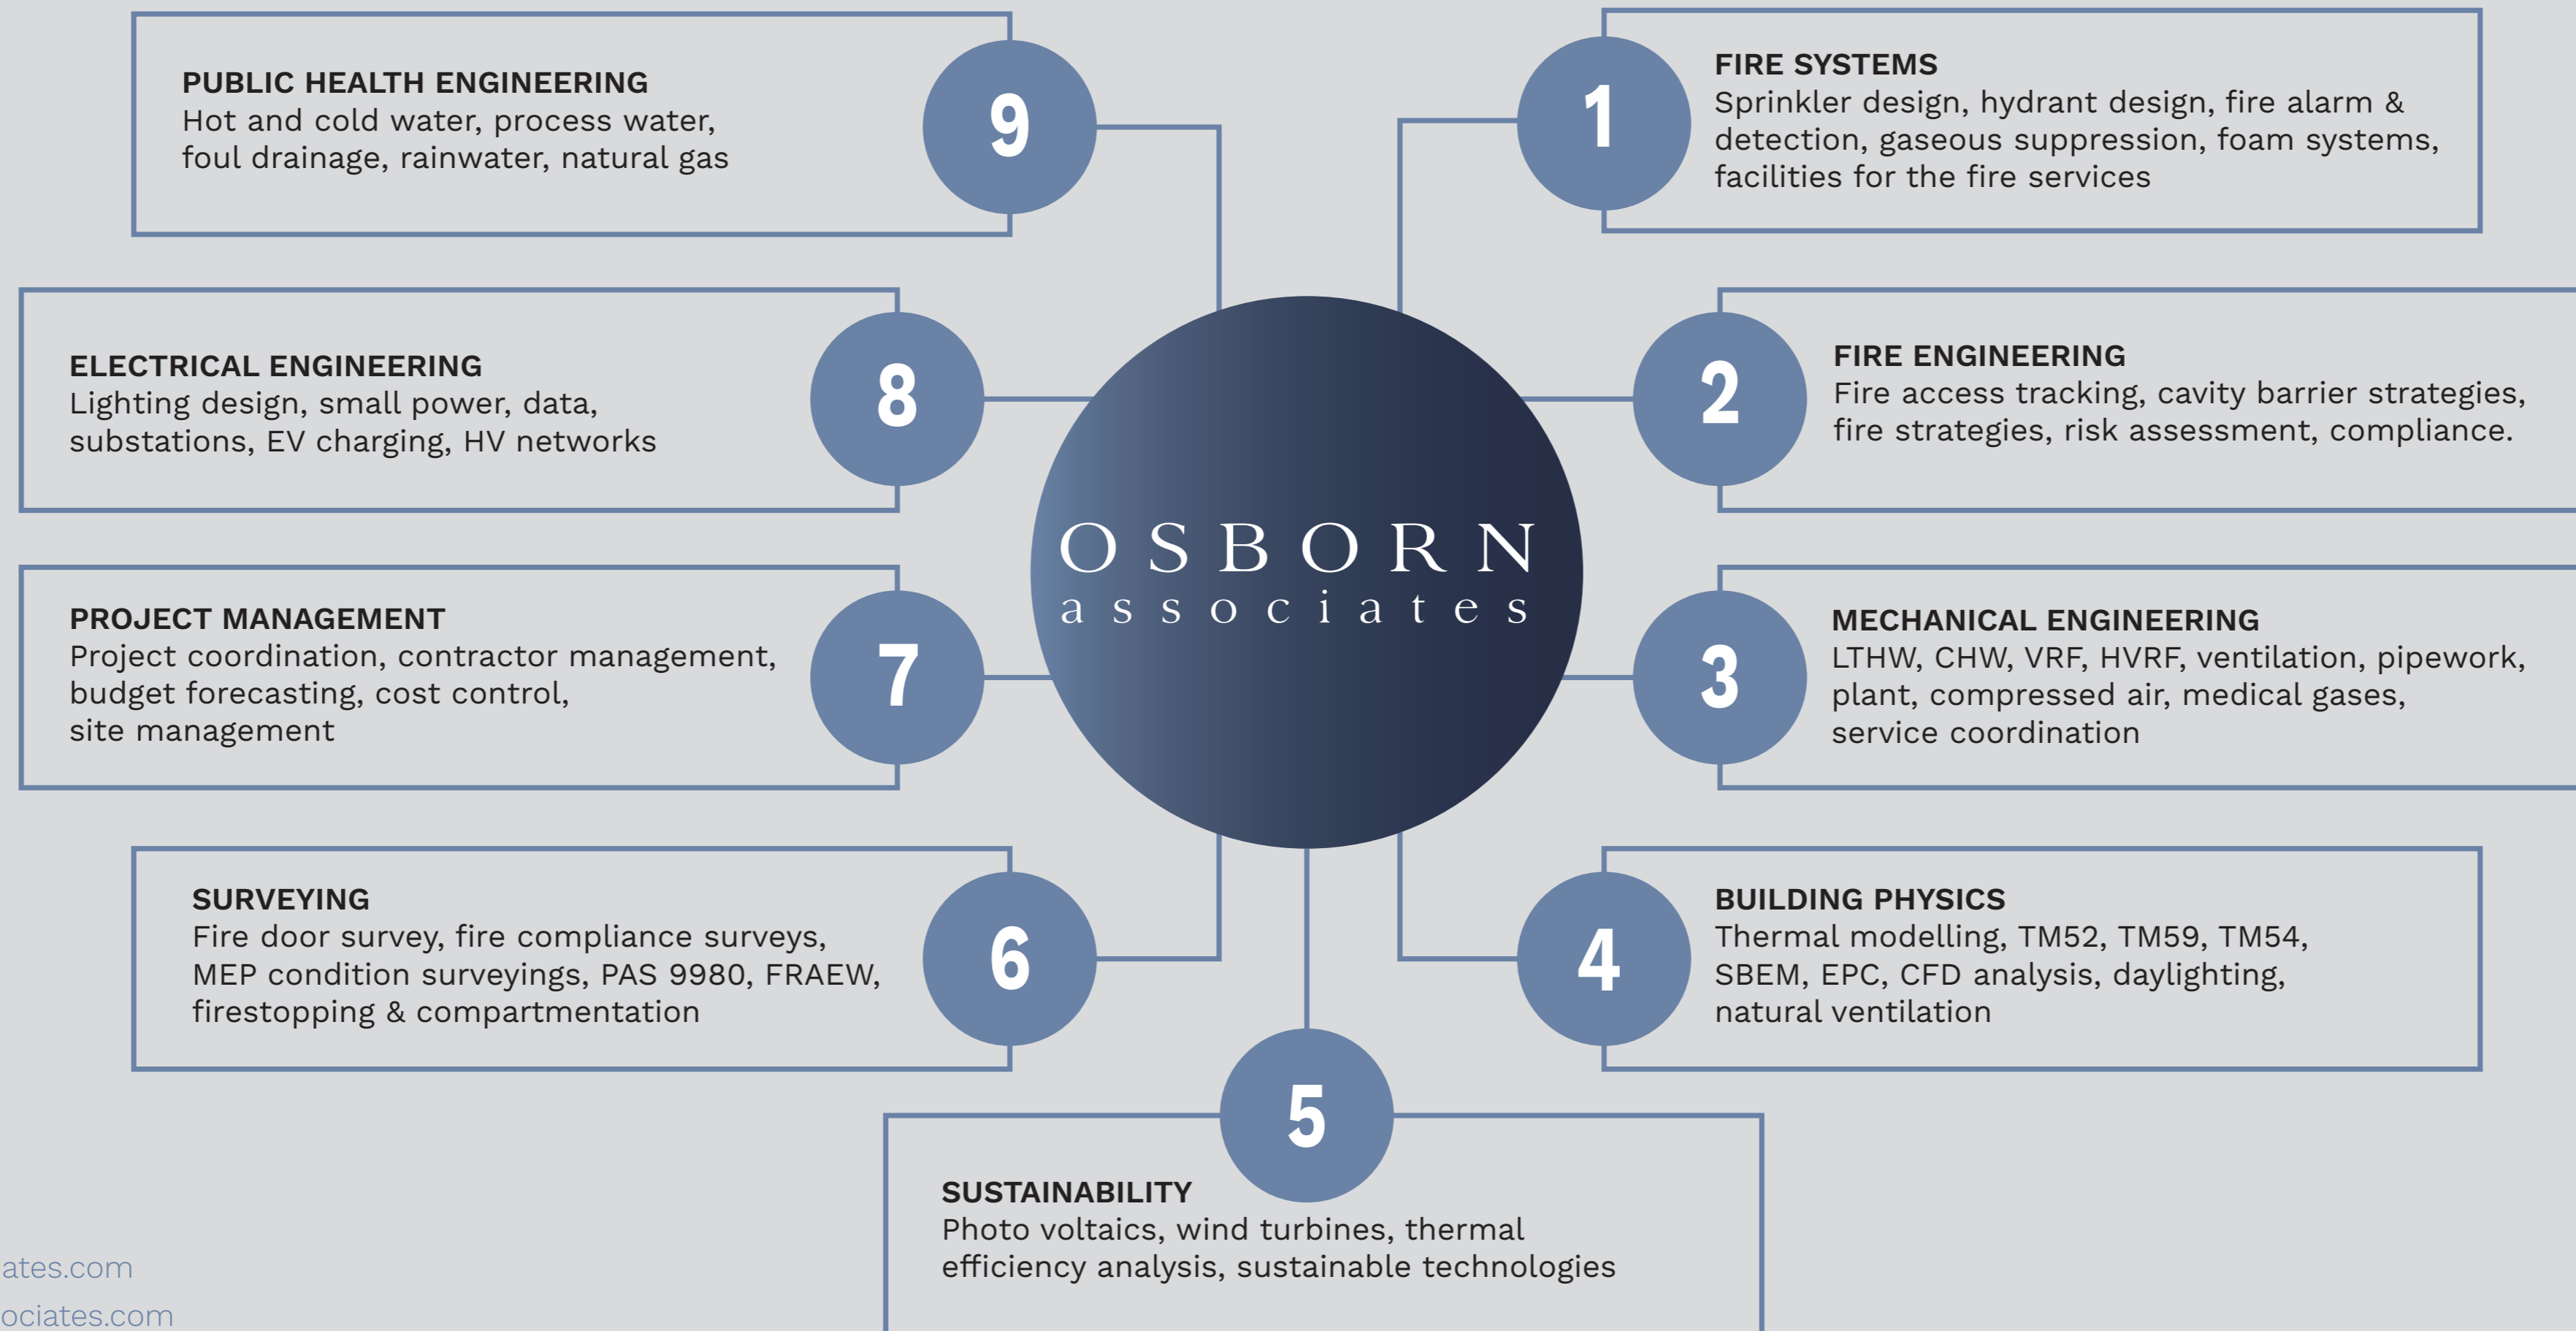 OSBORN
associates
1
FIRE SYSTEMS
Sprinkler design, hydrant design, fire alarm &
detection, gaseous suppression, foam systems,
facilities for the fire services
2
FIRE ENGINEERING
Fire access tracking, cavity barrier strategies,
fire strategies, risk assessment, compliance.
3
MECHANICAL ENGINEERING
LTHW, CHW, VRF, HVRF, ventilation, pipework,
plant, compressed air, medical gases,
service coordination
4
BUILDING PHYSICS
Thermal modelling, TM52, TM59, TM54,
SBEM, EPC, CFD analysis, daylighting,
natural ventilation
5
SUSTAINABILITY
Photo voltaics, wind turbines, thermal
efficiency analysis, sustainable technologies
6
SURVEYING
Fire door survey, fire compliance surveys,
MEP condition surveyings, PAS 9980, FRAEW,
firestopping & compartmentation
7
PROJECT MANAGEMENT
Project coordination, contractor management,
budget forecasting, cost control,
site management
8
ELECTRICAL ENGINEERING
Lighting design, small power, data,
substations, EV charging, HV networks
9
PUBLIC HEALTH ENGINEERING
Hot and cold water, process water,
foul drainage, rainwater, natural gas
ates.com
ociates.com